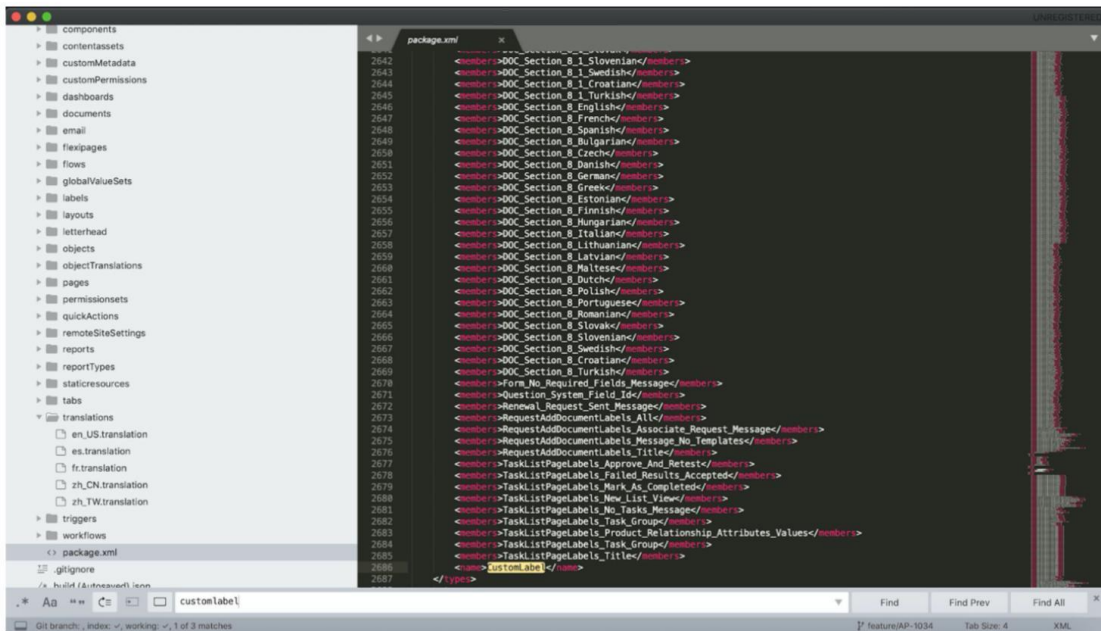 UNREGISTERED
components
contentassets
customMetadata
customPermissions
dashboards
documents
email
flexipages
flows
globalValueSets
labels
layouts
letterhead
objects
objectTranslations
pages
permissionsets
quickActions
remoteSiteSettings
reports
reportTypes
staticresources
tabs
translations
en_US.translation
es.translation
fr.translation
zh_CN.translation
zh_TW.translation
triggers
workflows
<> package.xml
.gitignore
/* build (Autosaved).json
package.xml ×
2642 <members>DOC_Section_8_1_Slovenian</members>
2643 <members>DOC_Section_8_1_Swedish</members>
2644 <members>DOC_Section_8_1_Croatian</members>
2645 <members>DOC_Section_8_1_Turkish</members>
2646 <members>DOC_Section_8_English</members>
2647 <members>DOC_Section_8_French</members>
2648 <members>DOC_Section_8_Spanish</members>
2649 <members>DOC_Section_8_Bulgarian</members>
2650 <members>DOC_Section_8_Czech</members>
2651 <members>DOC_Section_8_Danish</members>
2652 <members>DOC_Section_8_German</members>
2653 <members>DOC_Section_8_Greek</members>
2654 <members>DOC_Section_8_Estonian</members>
2655 <members>DOC_Section_8_Finnish</members>
2656 <members>DOC_Section_8_Hungarian</members>
2657 <members>DOC_Section_8_Italian</members>
2658 <members>DOC_Section_8_Lithuanian</members>
2659 <members>DOC_Section_8_Latvian</members>
2660 <members>DOC_Section_8_Maltese</members>
2661 <members>DOC_Section_8_Dutch</members>
2662 <members>DOC_Section_8_Polish</members>
2663 <members>DOC_Section_8_Portuguese</members>
2664 <members>DOC_Section_8_Romanian</members>
2665 <members>DOC_Section_8_Slovak</members>
2666 <members>DOC_Section_8_Slovenian</members>
2667 <members>DOC_Section_8_Swedish</members>
2668 <members>DOC_Section_8_Croatian</members>
2669 <members>DOC_Section_8_Turkish</members>
2670 <members>Form_No_Required_Fields_Message</members>
2671 <members>Question_System_Field_Id</members>
2672 <members>Renewal_Request_Sent_Message</members>
2673 <members>RequestAddDocumentLabels_All</members>
2674 <members>RequestAddDocumentLabels_Associate_Request_Message</members>
2675 <members>RequestAddDocumentLabels_Message_No_Templates</members>
2676 <members>RequestAddDocumentLabels_Title</members>
2677 <members>TaskListPageLabels_Approve_And_Retest</members>
2678 <members>TaskListPageLabels_Failed_Results_Accepted</members>
2679 <members>TaskListPageLabels_Mark_As_Completed</members>
2680 <members>TaskListPageLabels_New_List_View</members>
2681 <members>TaskListPageLabels_No_Tasks_Message</members>
2682 <members>TaskListPageLabels_Task_Group</members>
2683 <members>TaskListPageLabels_Product_Relationship_Attributes_Values</members>
2684 <members>TaskListPageLabels_Task_Group</members>
2685 <members>TaskListPageLabels_Title</members>
2686 <name>CustomLabel</name>
2687 </types>
.* Aa "" customlabel Find Find Prev Find All ×
Git branch: , index: ✓, working: ✓, 1 of 3 matches feature/AP-1034 Tab Size: 4 XML